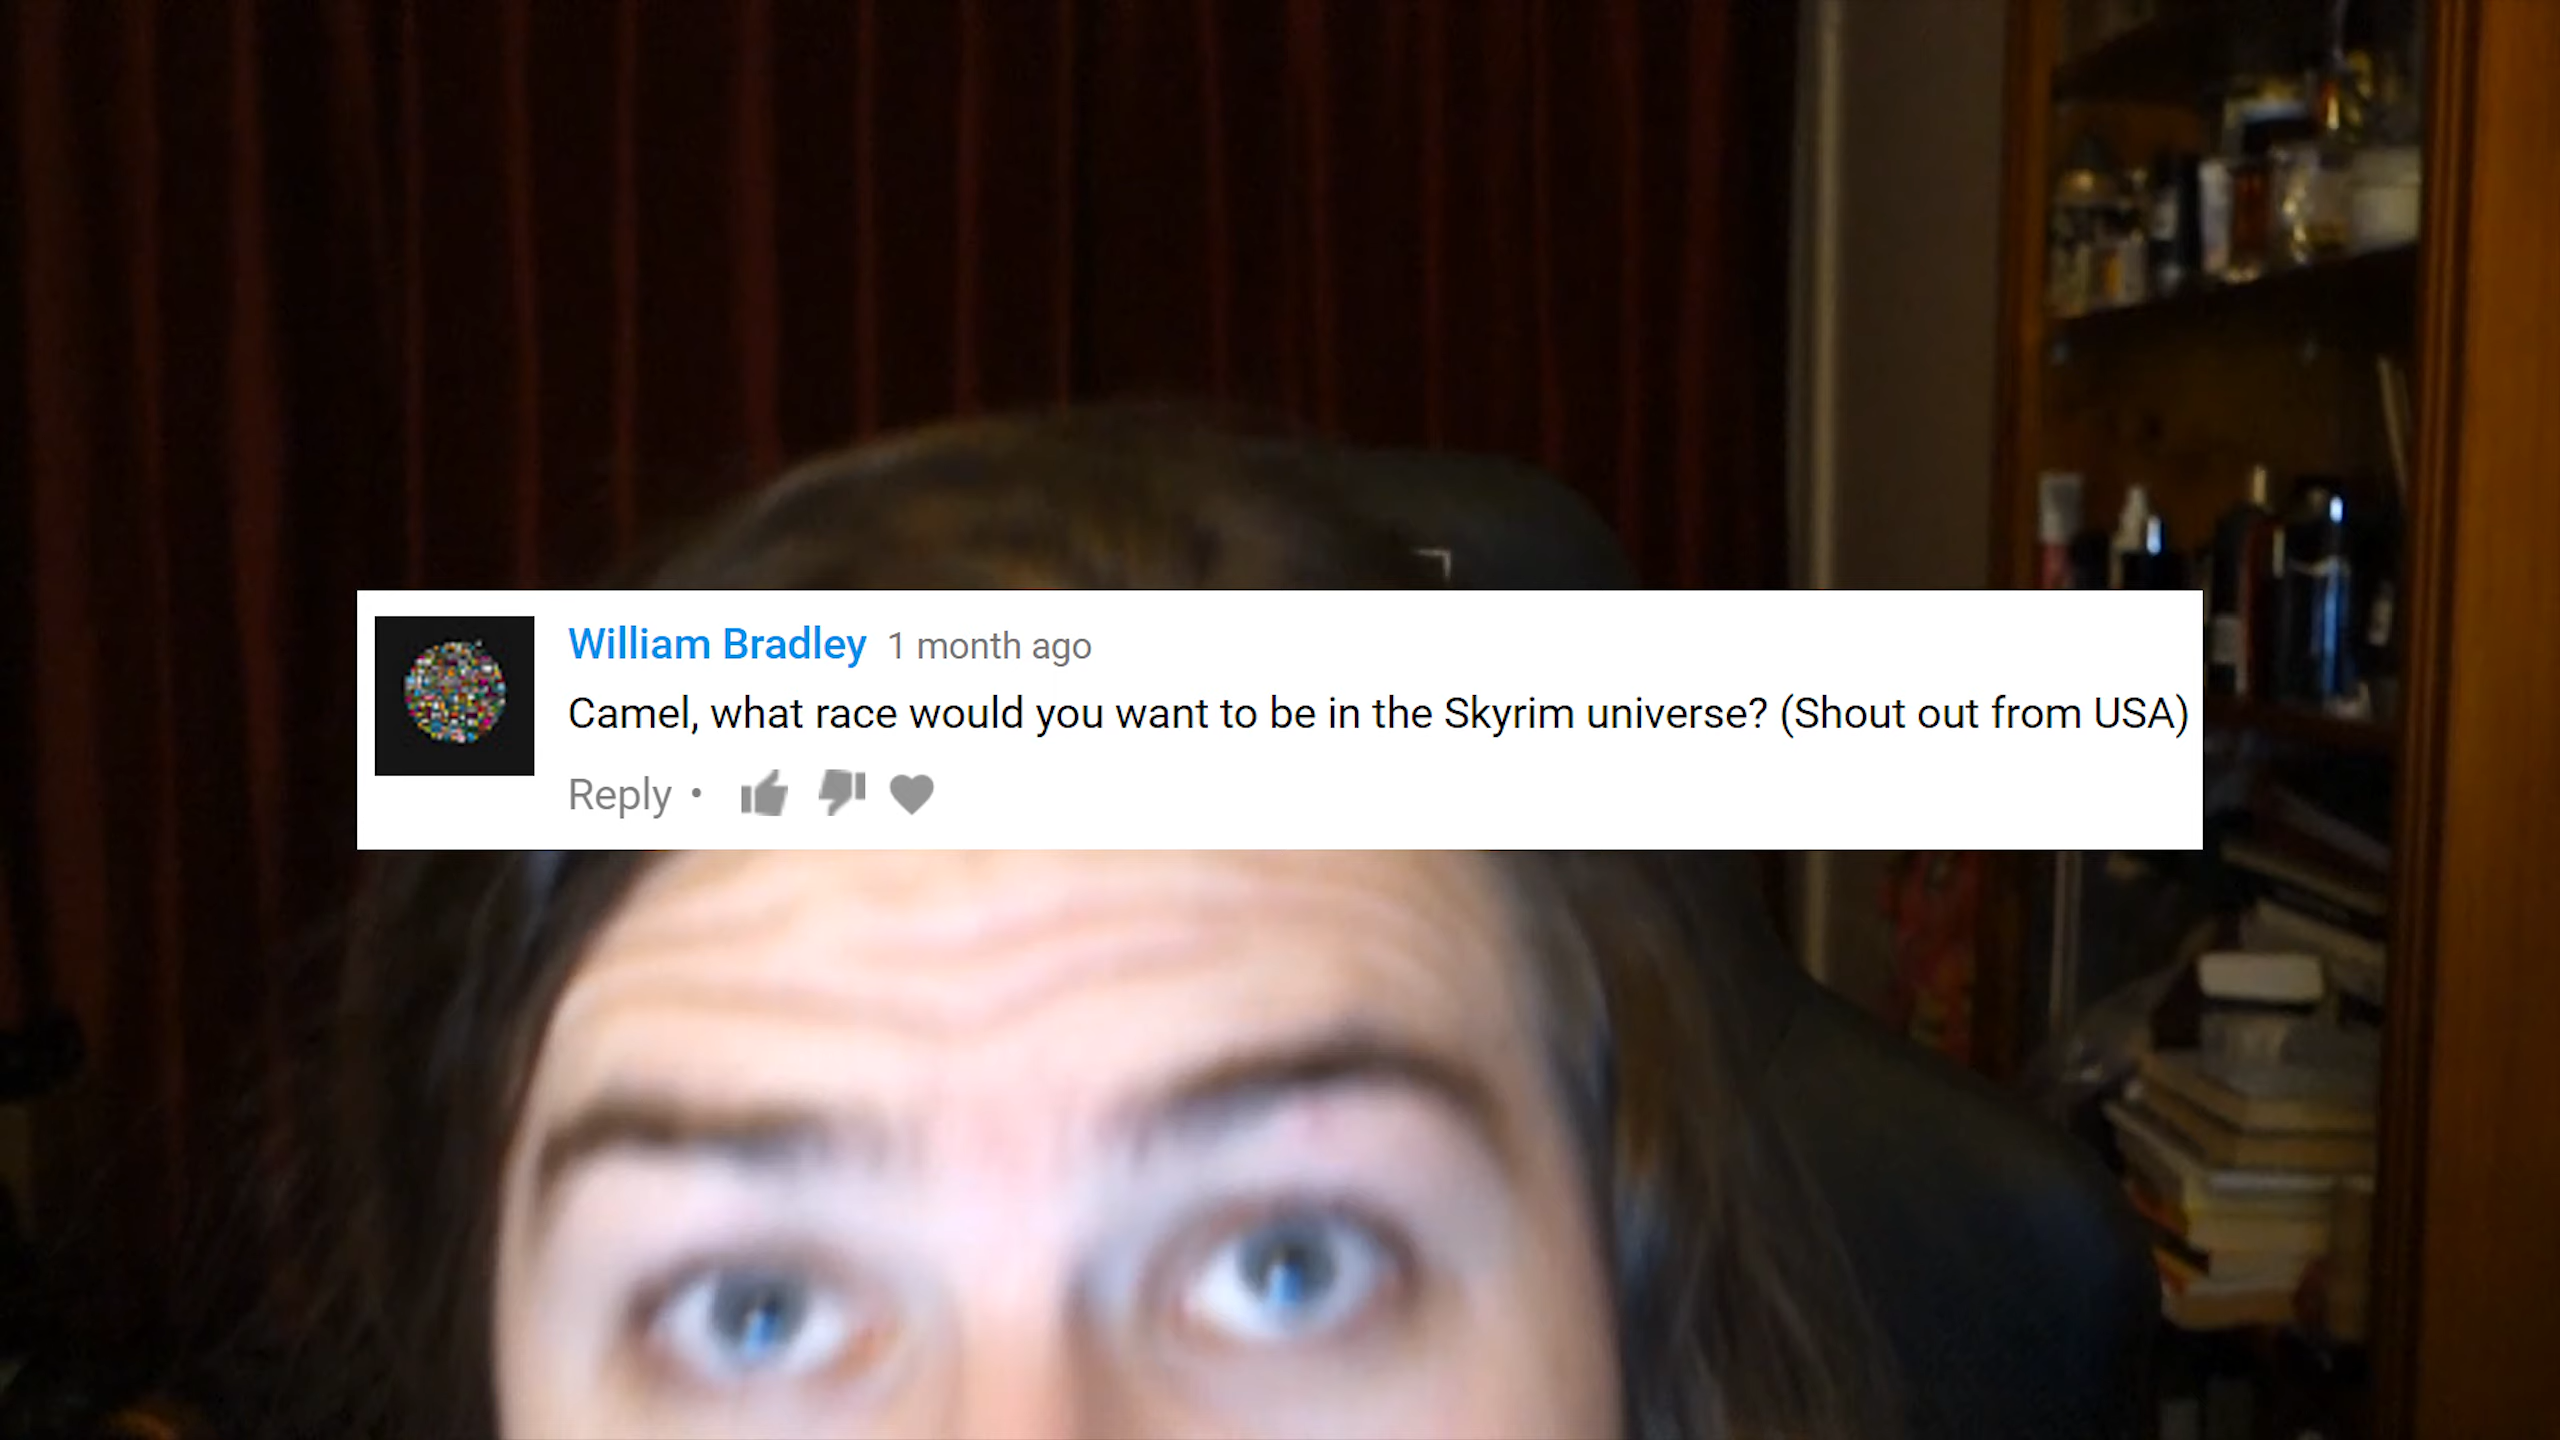 William Bradley 1 month ago
Camel, what race would you want to be in the Skyrim universe? (Shout out from USA)
Reply •